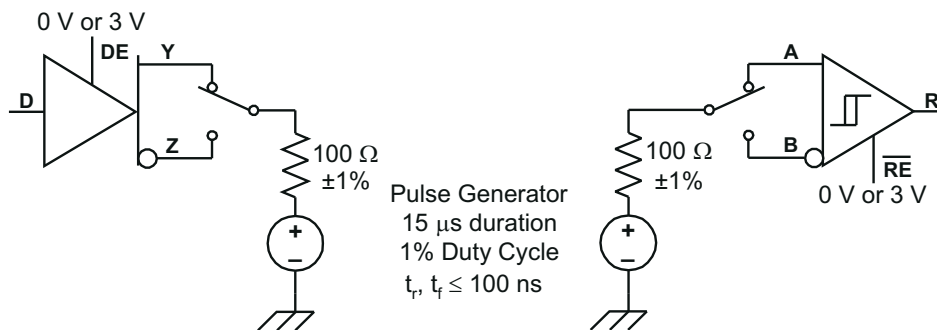 0 V or 3 V
DE
Y
D
Z
100 Ω
±1%
Pulse Generator
15 μs duration
1% Duty Cycle
tr, tf ≤ 100 ns
A
R
B
100 Ω
±1%
RE
0 V or 3 V
+
–
+
–